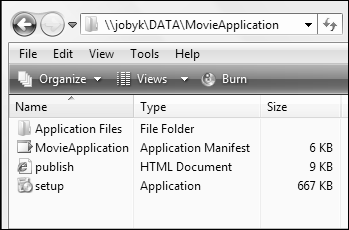 \\jobyk\DATA\MovieApplication
File Edit View Tools Help
Organize Views Burn
Name Type Size
Application Files File Folder
MovieApplication Application Manifest 6 KB
publish HTML Document 9 KB
setup Application 667 KB